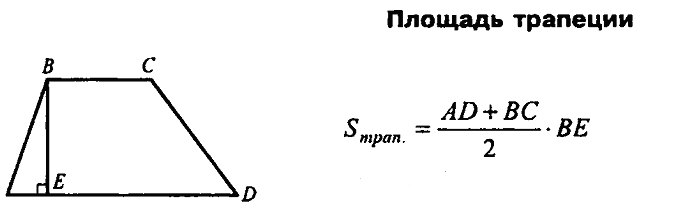 Площадь трапеции
B C
S_трап. = (AD + BC) / 2 · BE
E D